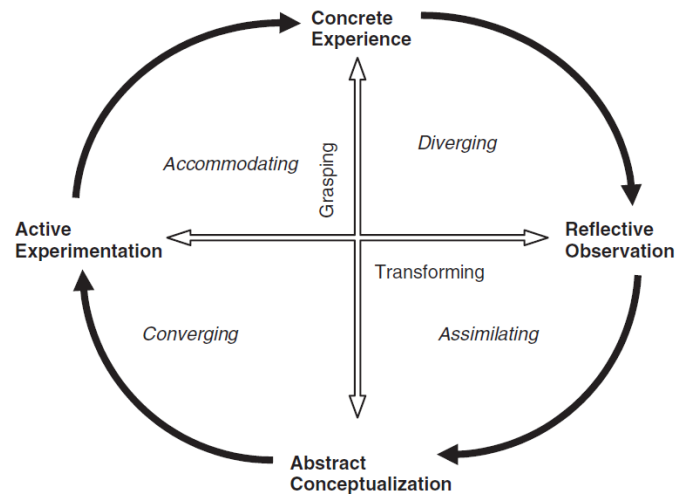 Concrete
Experience
Diverging
Accommodating
Grasping
Active
Experimentation
Reflective
Observation
Transforming
Converging
Assimilating
Abstract
Conceptualization